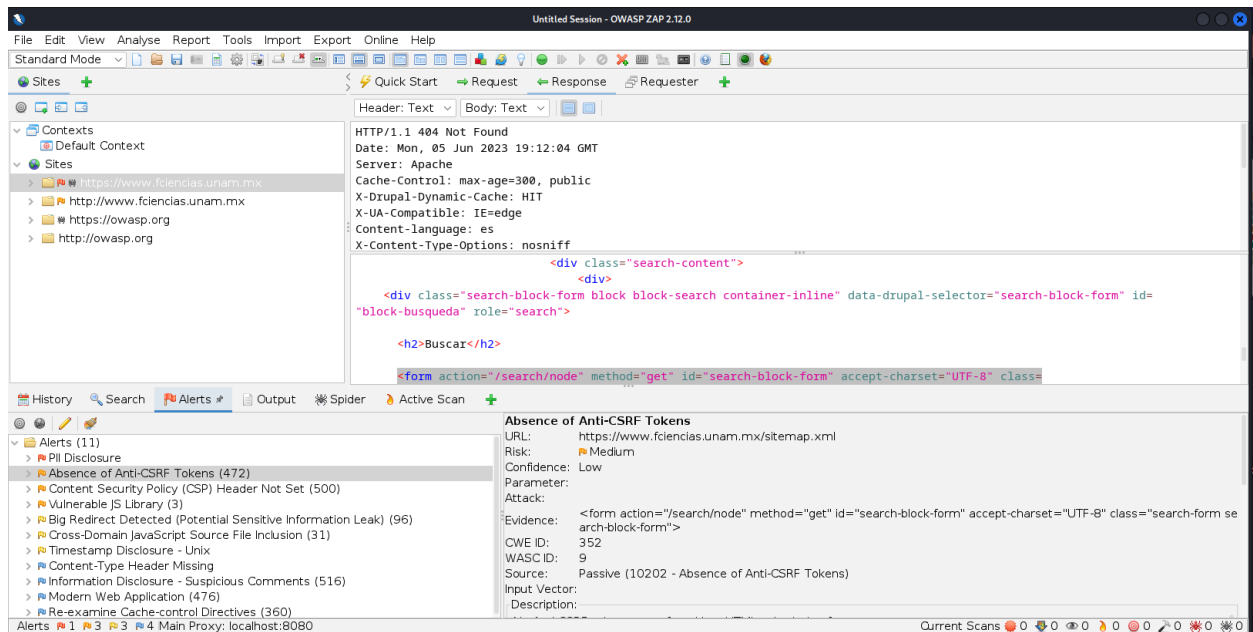 Untitled Session - OWASP ZAP 2.12.0
File Edit View Analyse Report Tools Import Export Online Help
Standard Mode
Sites
Quick Start Request Response Requester
Header: Text Body: Text
Contexts
Default Context
Sites
https://www.fciencias.unam.mx
http://www.fciencias.unam.mx
https://owasp.org
http://owasp.org
HTTP/1.1 404 Not Found
Date: Mon, 05 Jun 2023 19:12:04 GMT
Server: Apache
Cache-Control: max-age=300, public
X-Drupal-Dynamic-Cache: HIT
X-UA-Compatible: IE=edge
Content-language: es
X-Content-Type-Options: nosniff
<div class="search-content">
<div>
<div class="search-block-form block block-search container-inline" data-drupal-selector="search-block-form" id=
"block-busqueda" role="search">
<h2>Buscar</h2>
<form action="/search/node" method="get" id="search-block-form" accept-charset="UTF-8" class=
History Search Alerts Output Spider Active Scan
Alerts (11)
PII Disclosure
Absence of Anti-CSRF Tokens (472)
Content Security Policy (CSP) Header Not Set (500)
Vulnerable JS Library (3)
Big Redirect Detected (Potential Sensitive Information Leak) (96)
Cross-Domain JavaScript Source File Inclusion (31)
Timestamp Disclosure - Unix
Content-Type Header Missing
Information Disclosure - Suspicious Comments (516)
Modern Web Application (476)
Re-examine Cache-control Directives (360)
Absence of Anti-CSRF Tokens
URL: https://www.fciencias.unam.mx/sitemap.xml
Risk: Medium
Confidence: Low
Parameter:
Attack:
Evidence: <form action="/search/node" method="get" id="search-block-form" accept-charset="UTF-8" class="search-form se
arch-block-form">
CWE ID: 352
WASC ID: 9
Source: Passive (10202 - Absence of Anti-CSRF Tokens)
Input Vector:
Description:
Alerts 1 3 3 4 Main Proxy: localhost:8080
Current Scans 0 0 0 0 0 0 0 0